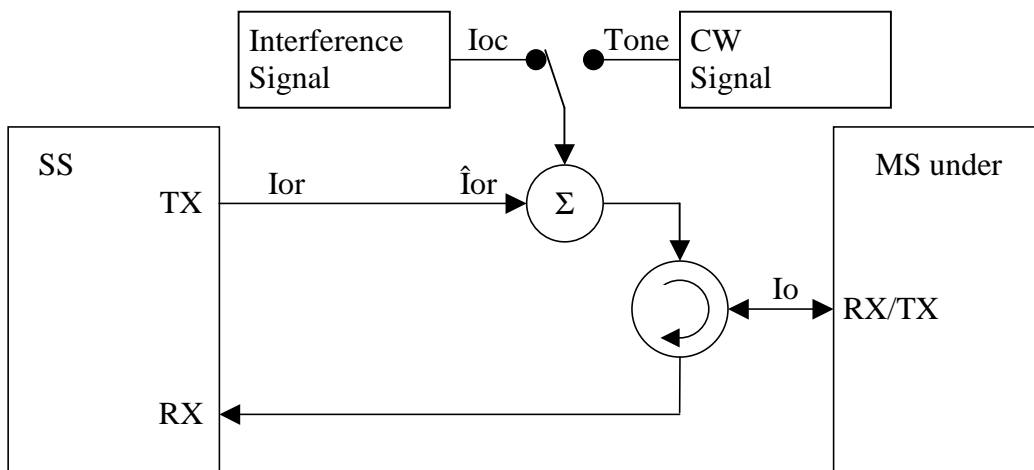 Interference
Signal
Ioc
Tone
CW
Signal
SS
MS under
TX
Ior
Îor
Σ
Io
RX/TX
RX